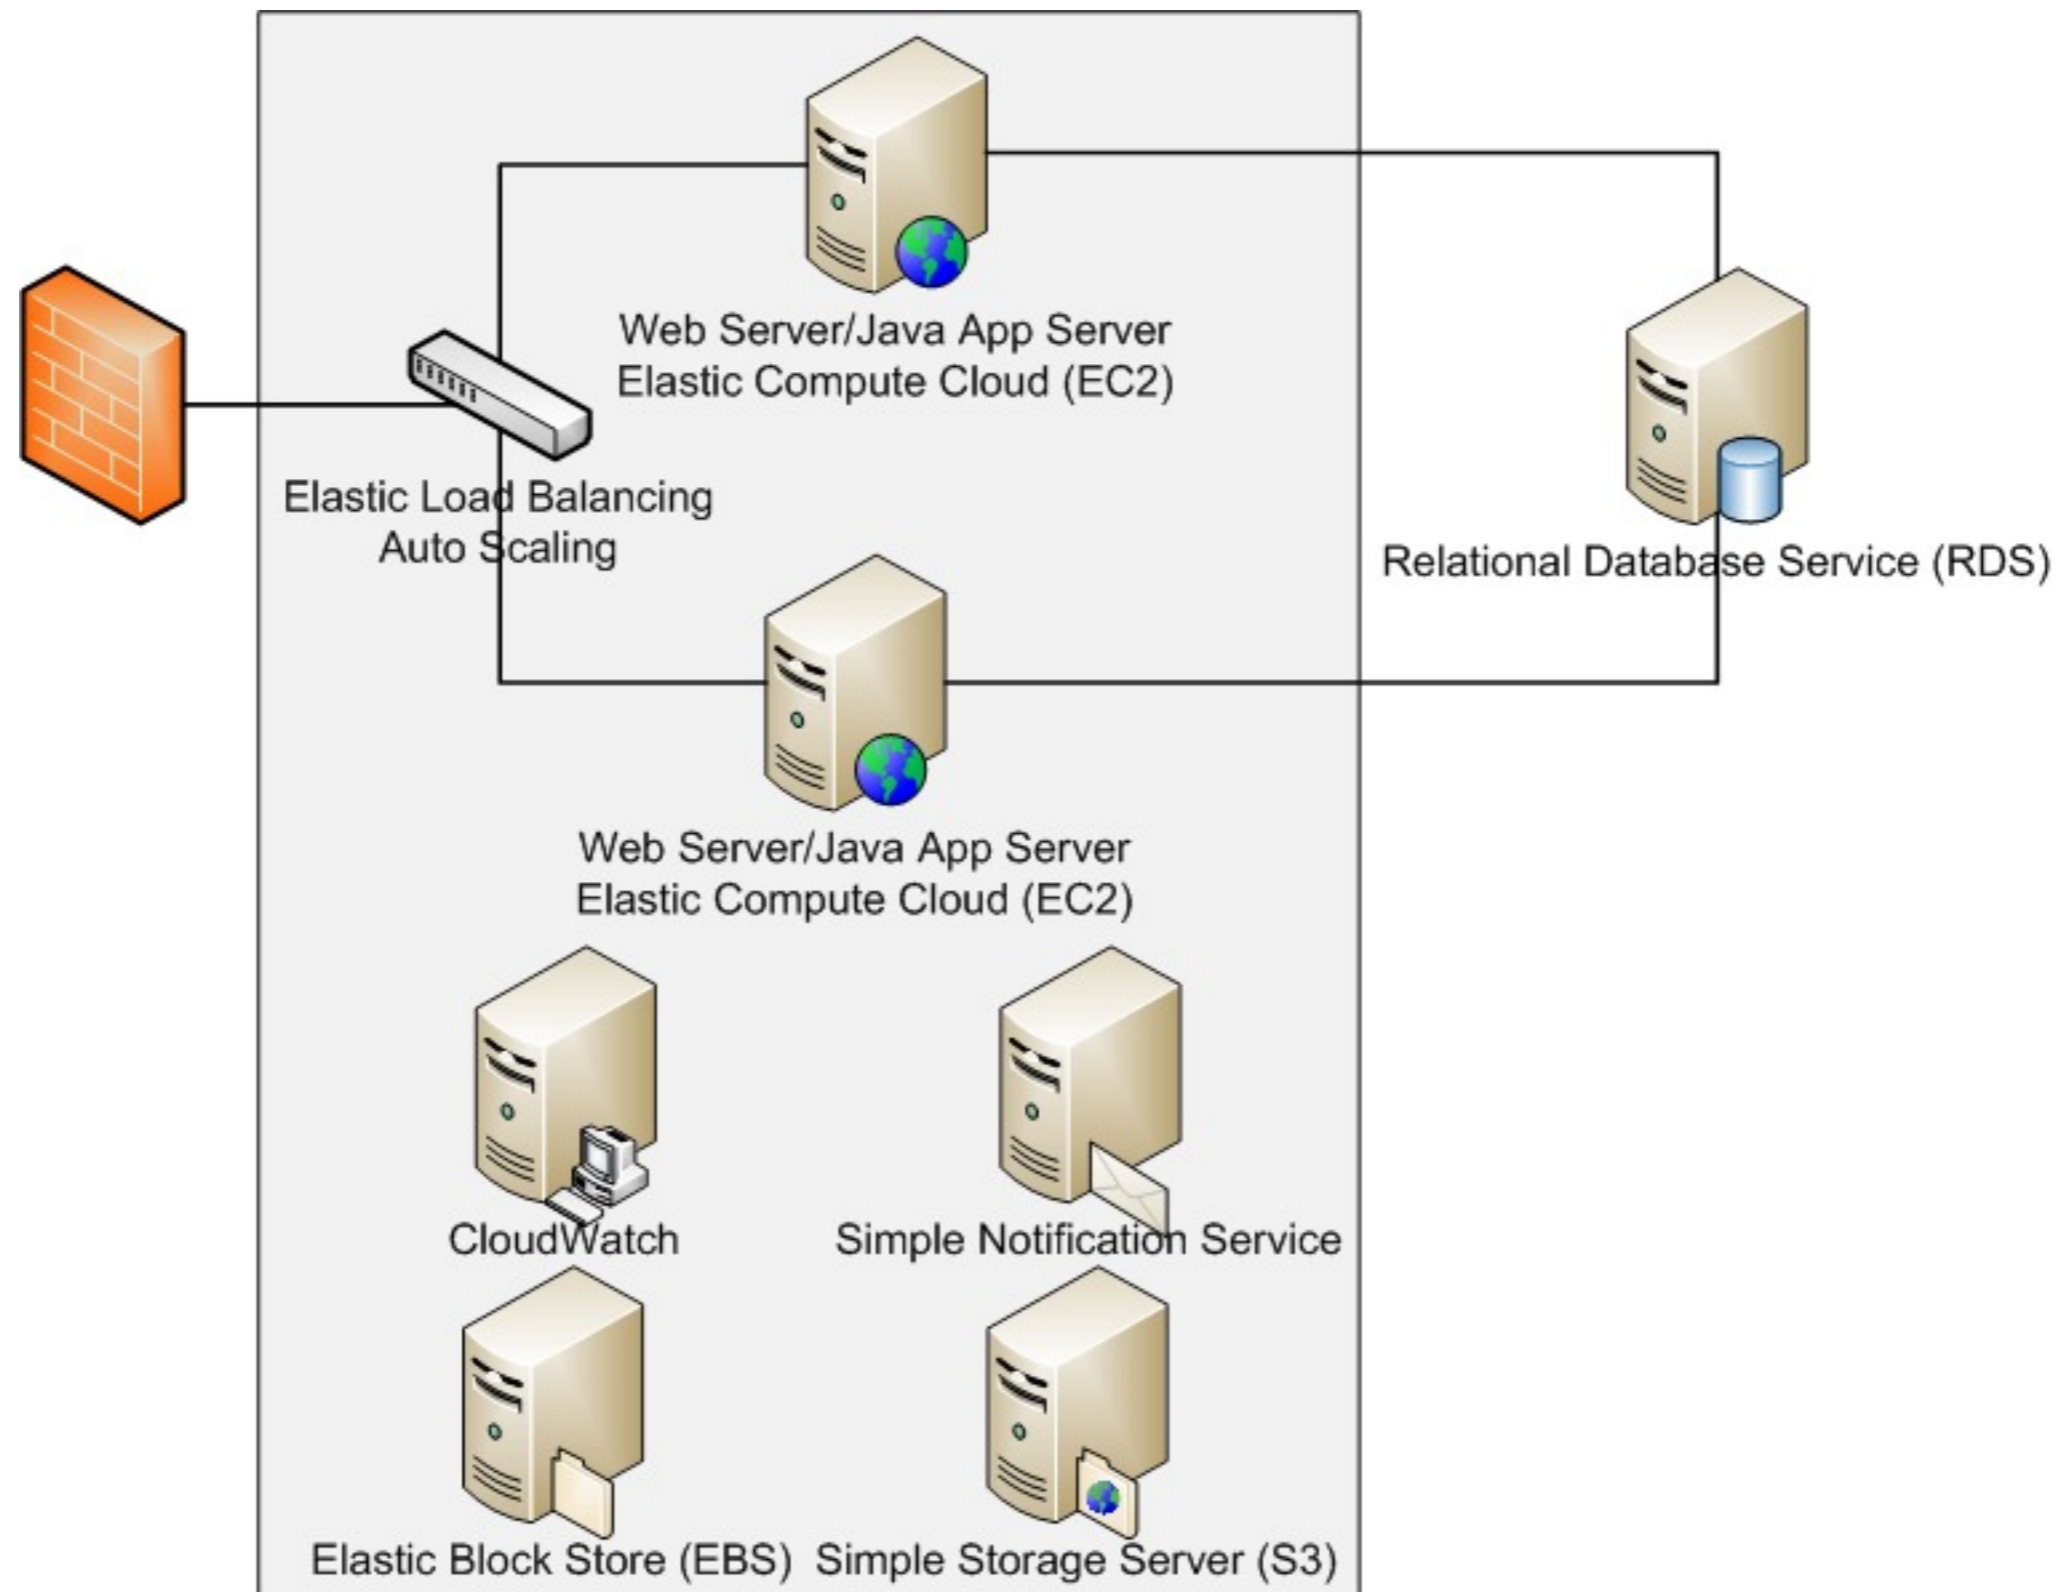 Web Server/Java App Server
Elastic Compute Cloud (EC2)
Elastic Load Balancing
Auto Scaling
Relational Database Service (RDS)
Web Server/Java App Server
Elastic Compute Cloud (EC2)
CloudWatch
Simple Notification Service
Elastic Block Store (EBS)
Simple Storage Server (S3)